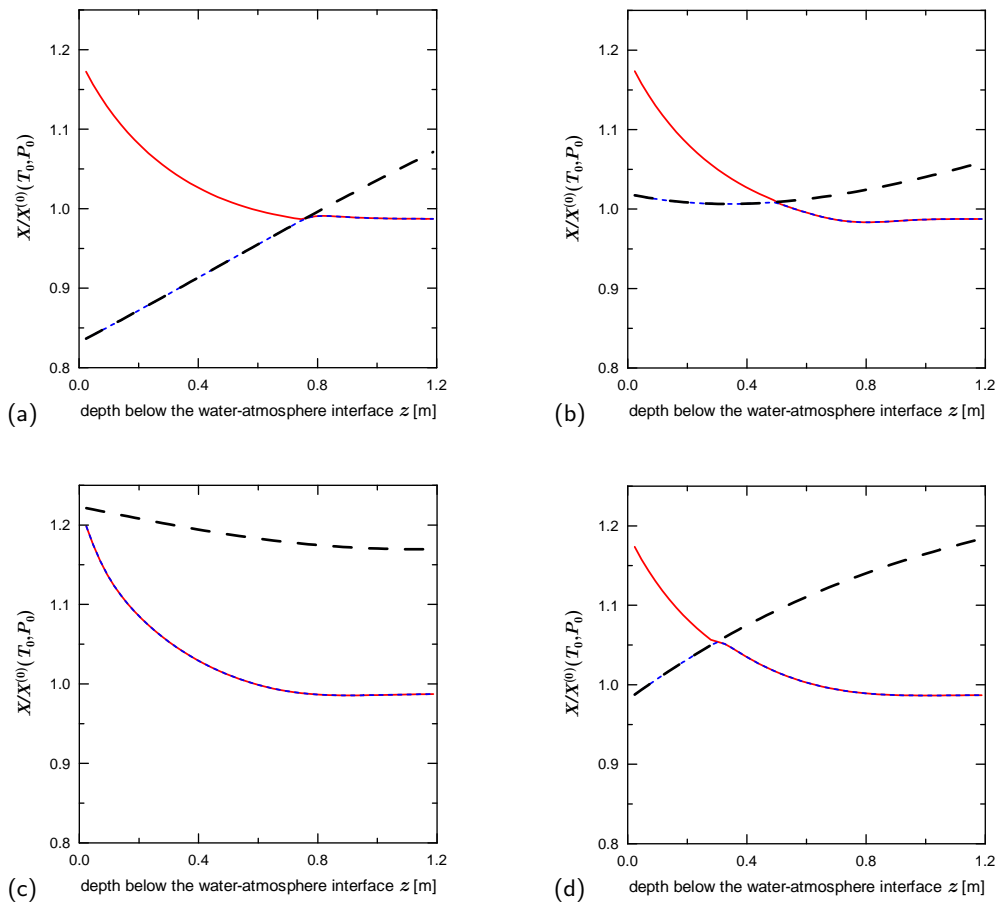 1.2
1.1
1.0
0.9
0.8
X/X⁽⁰⁾(T₀,P₀)
0.0 0.4 0.8 1.2
(a) depth below the water-atmosphere interface z [m]
1.2
1.1
1.0
0.9
0.8
X/X⁽⁰⁾(T₀,P₀)
0.0 0.4 0.8 1.2
(b) depth below the water-atmosphere interface z [m]
1.2
1.1
1.0
0.9
0.8
X/X⁽⁰⁾(T₀,P₀)
0.0 0.4 0.8 1.2
(c) depth below the water-atmosphere interface z [m]
1.2
1.1
1.0
0.9
0.8
X/X⁽⁰⁾(T₀,P₀)
0.0 0.4 0.8 1.2
(d) depth below the water-atmosphere interface z [m]